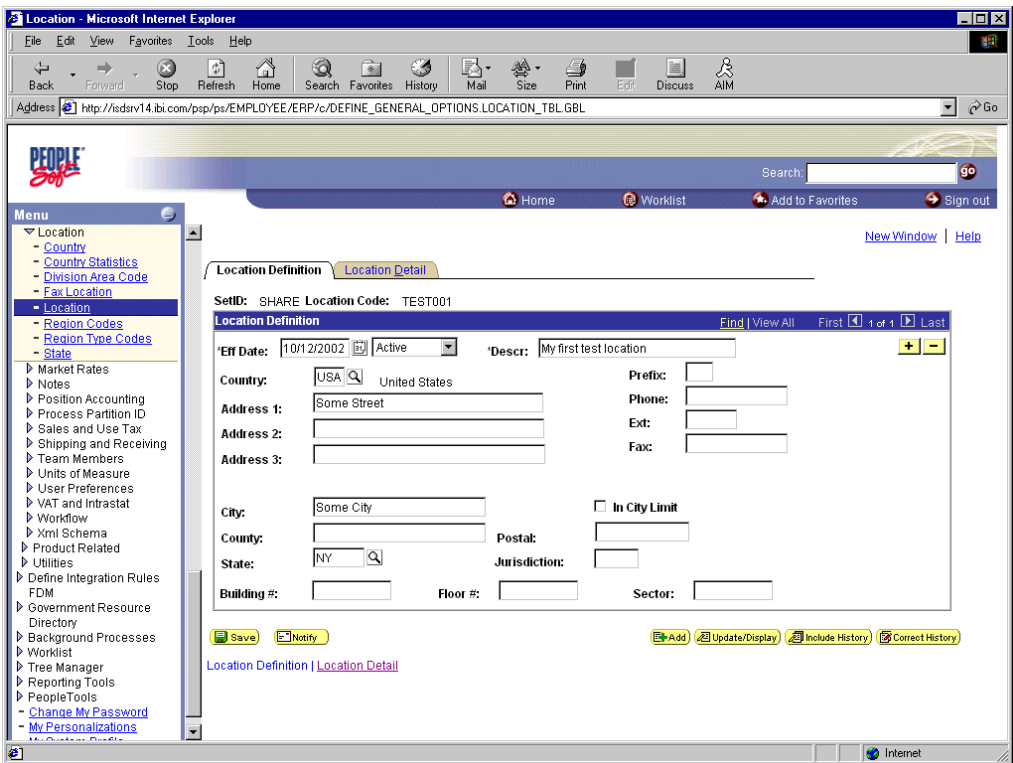 Location - Microsoft Internet Explorer
File Edit View Favorites Tools Help
Back Forward Stop Refresh Home Search Favorites History Mail Size Print Edit Discuss AIM
Address http://isdsrv14.ibi.com/psp/ps/EMPLOYEE/ERP/c/DEFINE_GENERAL_OPTIONS.LOCATION_TBL.GBL Go
PEOPLE
Soft
Search: go
Home Worklist Add to Favorites Sign out
Menu
Location
- Country
- Country Statistics
- Division Area Code
- Fax Location
- Location
- Region Codes
- Region Type Codes
- State
Market Rates
Notes
Position Accounting
Process Partition ID
Sales and Use Tax
Shipping and Receiving
Team Members
Units of Measure
User Preferences
VAT and Intrastat
Workflow
Xml Schema
Product Related
Utilities
Define Integration Rules
FDM
Government Resource
Directory
Background Processes
Worklist
Tree Manager
Reporting Tools
PeopleTools
- Change My Password
- My Personalizations
- My System Profile
New Window | Help
Location Definition Location Detail
SetID: SHARE Location Code: TEST001
Location Definition Find | View All First 1 of 1 Last
*Eff Date: 10/12/2002 31 Active *Descr: My first test location + -
Country: USA United States Prefix:
Address 1: Some Street Phone:
Address 2: Ext:
Address 3: Fax:
City: Some City In City Limit
County: Postal:
State: NY Jurisdiction:
Building #: Floor #: Sector:
Save Notify Add Update/Display Include History Correct History
Location Definition | Location Detail
Internet